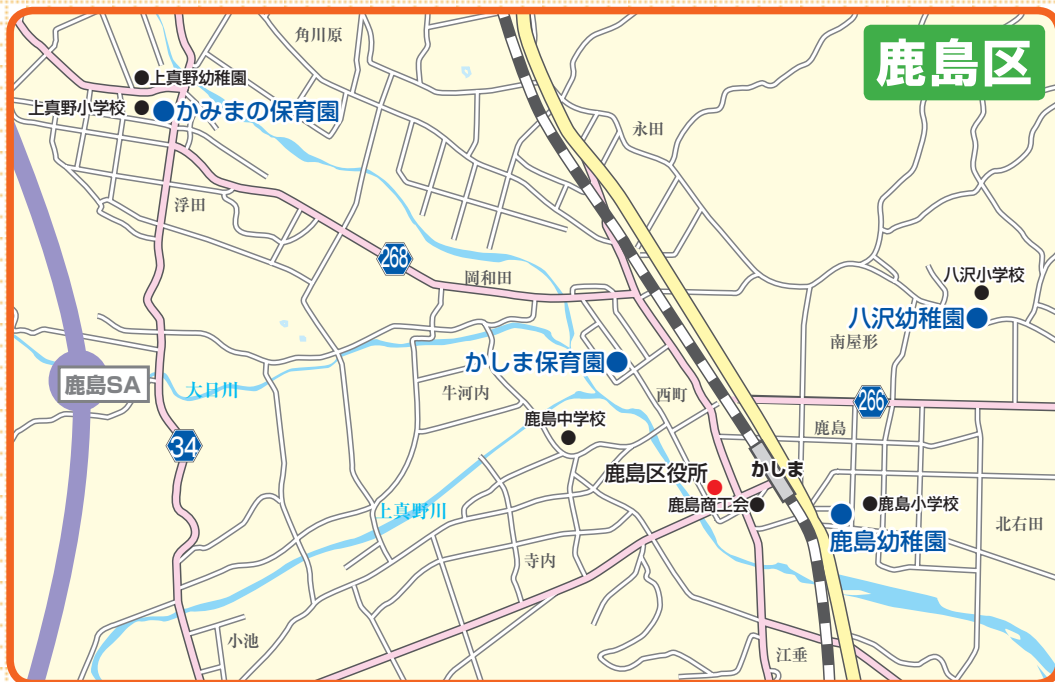 鹿島区
角川原
上真野幼稚園
上真野小学校
かみまの保育園
永田
浮田
268
岡和田
八沢小学校
八沢幼稚園
南屋形
かしま保育園
鹿島SA
大日川
牛河内
西町
266
鹿島中学校
鹿島
34
鹿島区役所
かしま
鹿島商工会
鹿島小学校
上真野川
北右田
鹿島幼稚園
寺内
小池
江垂